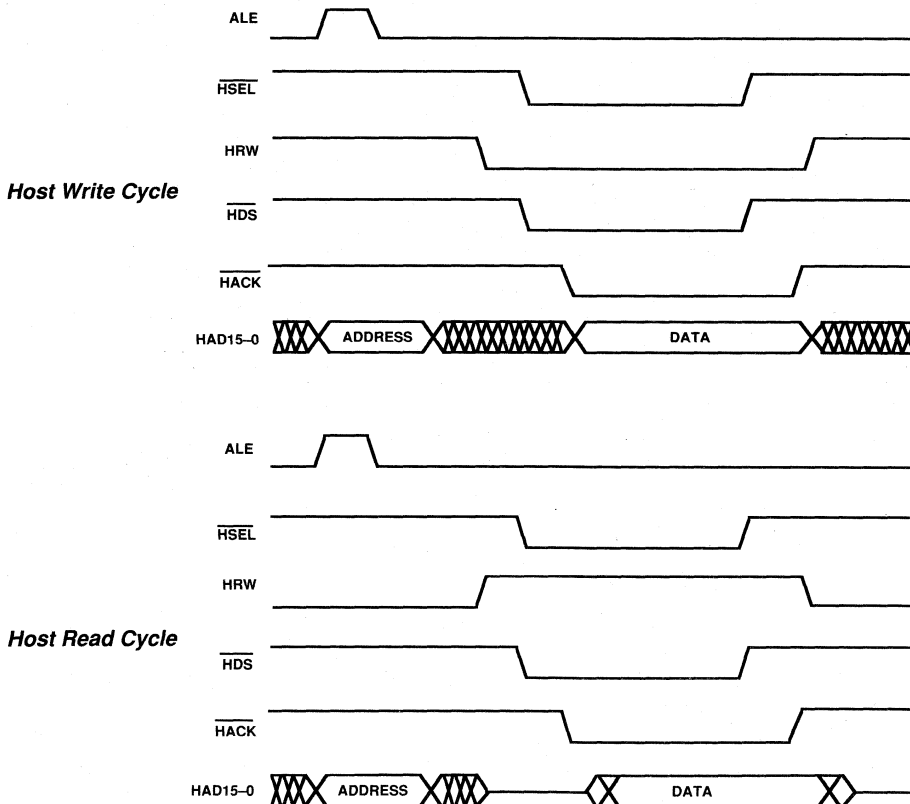 ALE
HSEL
HRW
Host Write Cycle
HDS
HACK
HAD15–0 ADDRESS DATA
ALE
HSEL
HRW
Host Read Cycle
HDS
HACK
HAD15–0 ADDRESS DATA